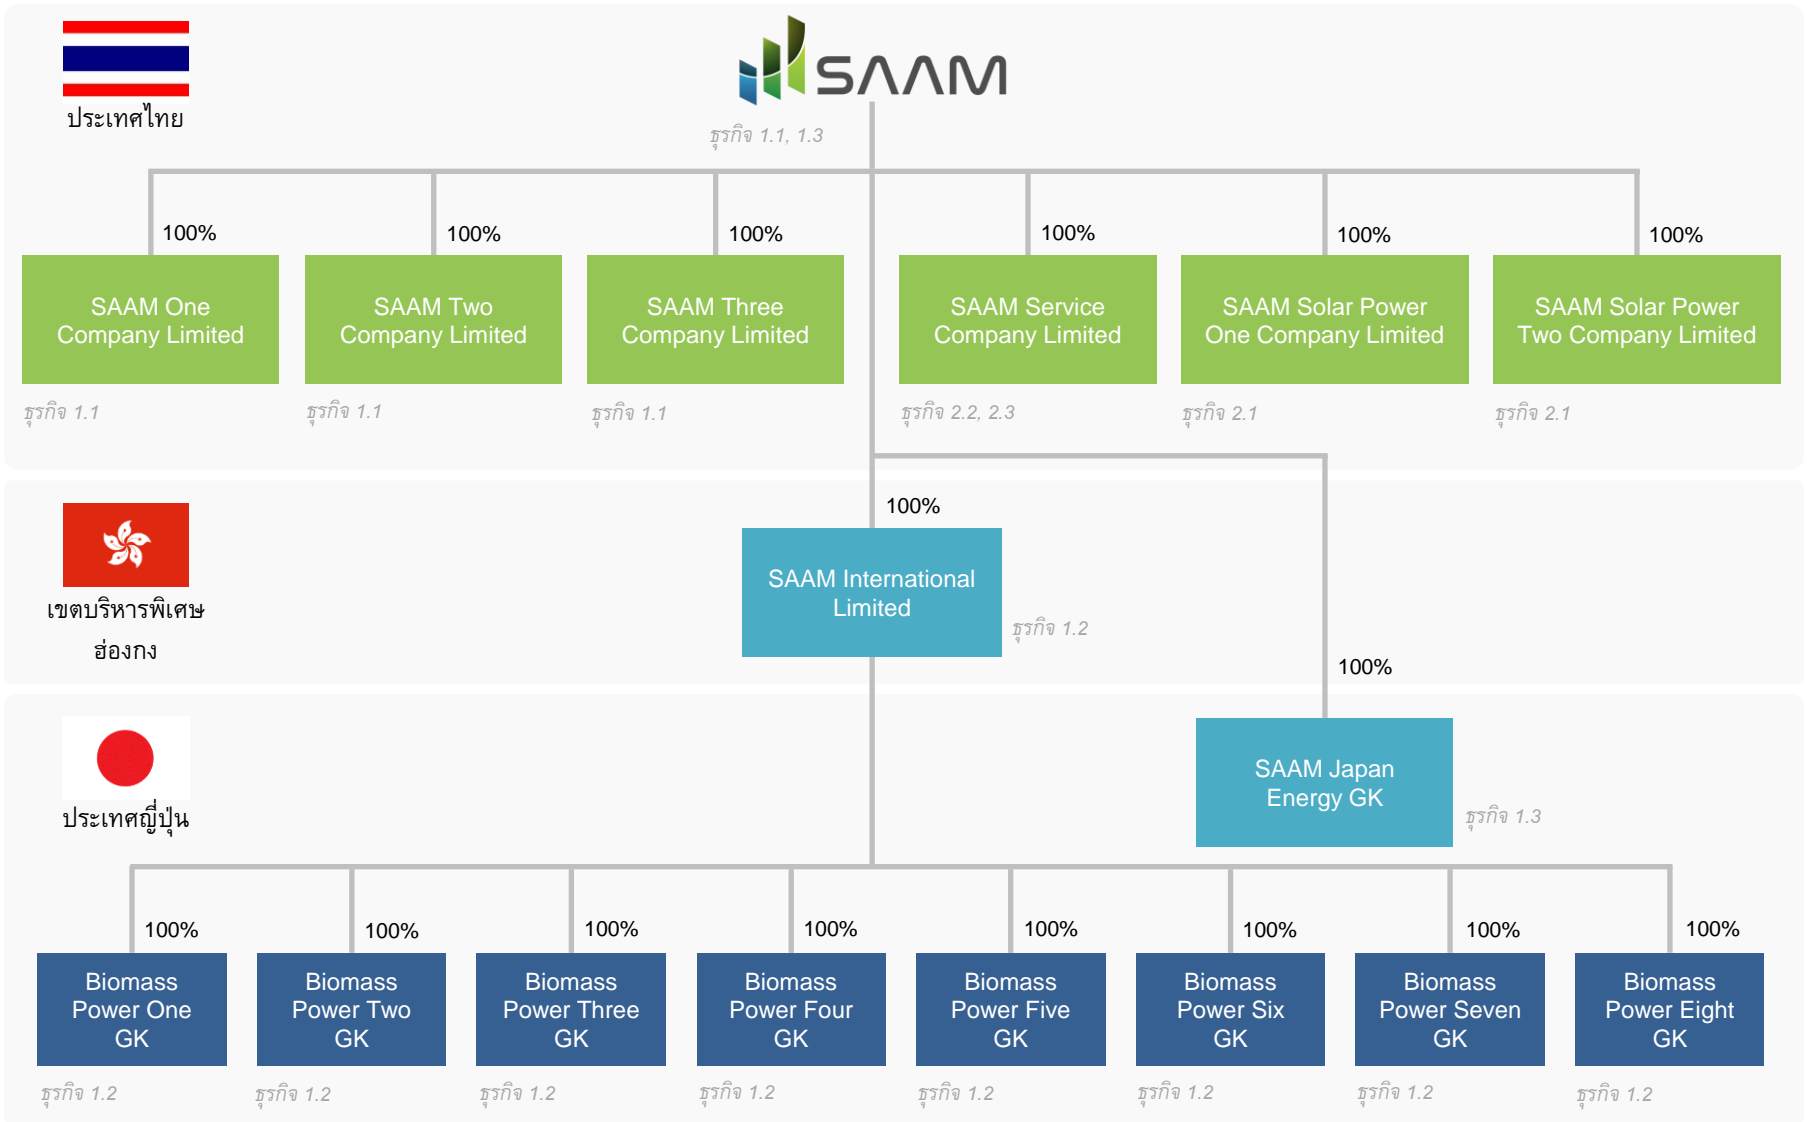 SAAM
ประเทศไทย
ธุรกิจ 1.1, 1.3
100%
100%
100%
100%
100%
100%
SAAM One
Company Limited
SAAM Two
Company Limited
SAAM Three
Company Limited
SAAM Service
Company Limited
SAAM Solar Power
One Company Limited
SAAM Solar Power
Two Company Limited
ธุรกิจ 1.1
ธุรกิจ 1.1
ธุรกิจ 1.1
ธุรกิจ 2.2, 2.3
ธุรกิจ 2.1
ธุรกิจ 2.1
100%
เขตบริหารพิเศษ
ฮ่องกง
SAAM International
Limited
ธุรกิจ 1.2
100%
ประเทศญี่ปุ่น
SAAM Japan
Energy GK
ธุรกิจ 1.3
100%
100%
100%
100%
100%
100%
100%
100%
Biomass
Power One
GK
Biomass
Power Two
GK
Biomass
Power Three
GK
Biomass
Power Four
GK
Biomass
Power Five
GK
Biomass
Power Six
GK
Biomass
Power Seven
GK
Biomass
Power Eight
GK
ธุรกิจ 1.2
ธุรกิจ 1.2
ธุรกิจ 1.2
ธุรกิจ 1.2
ธุรกิจ 1.2
ธุรกิจ 1.2
ธุรกิจ 1.2
ธุรกิจ 1.2